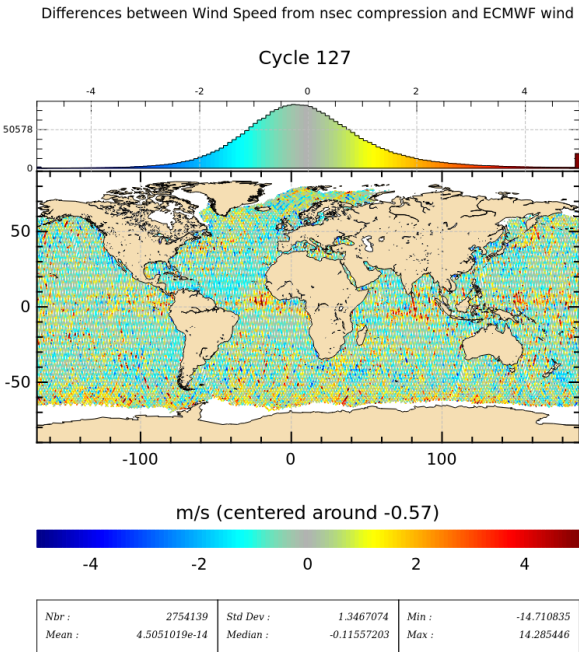 Differences between Wind Speed from nsec compression and ECMWF wind
Cycle 127
-4 -2 0 2 4
50578
0
50
0
-50
-100 0 100
m/s (centered around -0.57)
-4 -2 0 2 4
Nbr : 2754139 Std Dev : 1.3467074 Min : -14.710835
Mean : 4.5051019e-14 Median : -0.11557203 Max : 14.285446